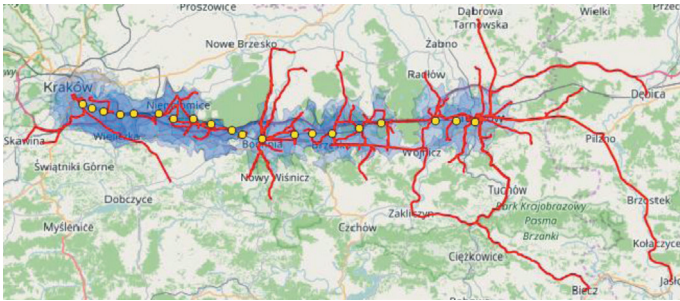 Proszowice
Dąbrowa
Tarnowska
Wielki
Nowe Brzesko
Żabno
Radłów
Kraków
Niepołomice
Dębica
Skawina
Wieliczka
Bochnia
Wojnicz
Pilzno
Świątniki Górne
Nowy Wiśnicz
Tuchów
Dobczyce
Zakliczyn
Park Krajobrazowy
Pasma
Brzanki
Brzostek
Myślenice
Czchów
Kołaczyce
Ciężkowice
Biecz